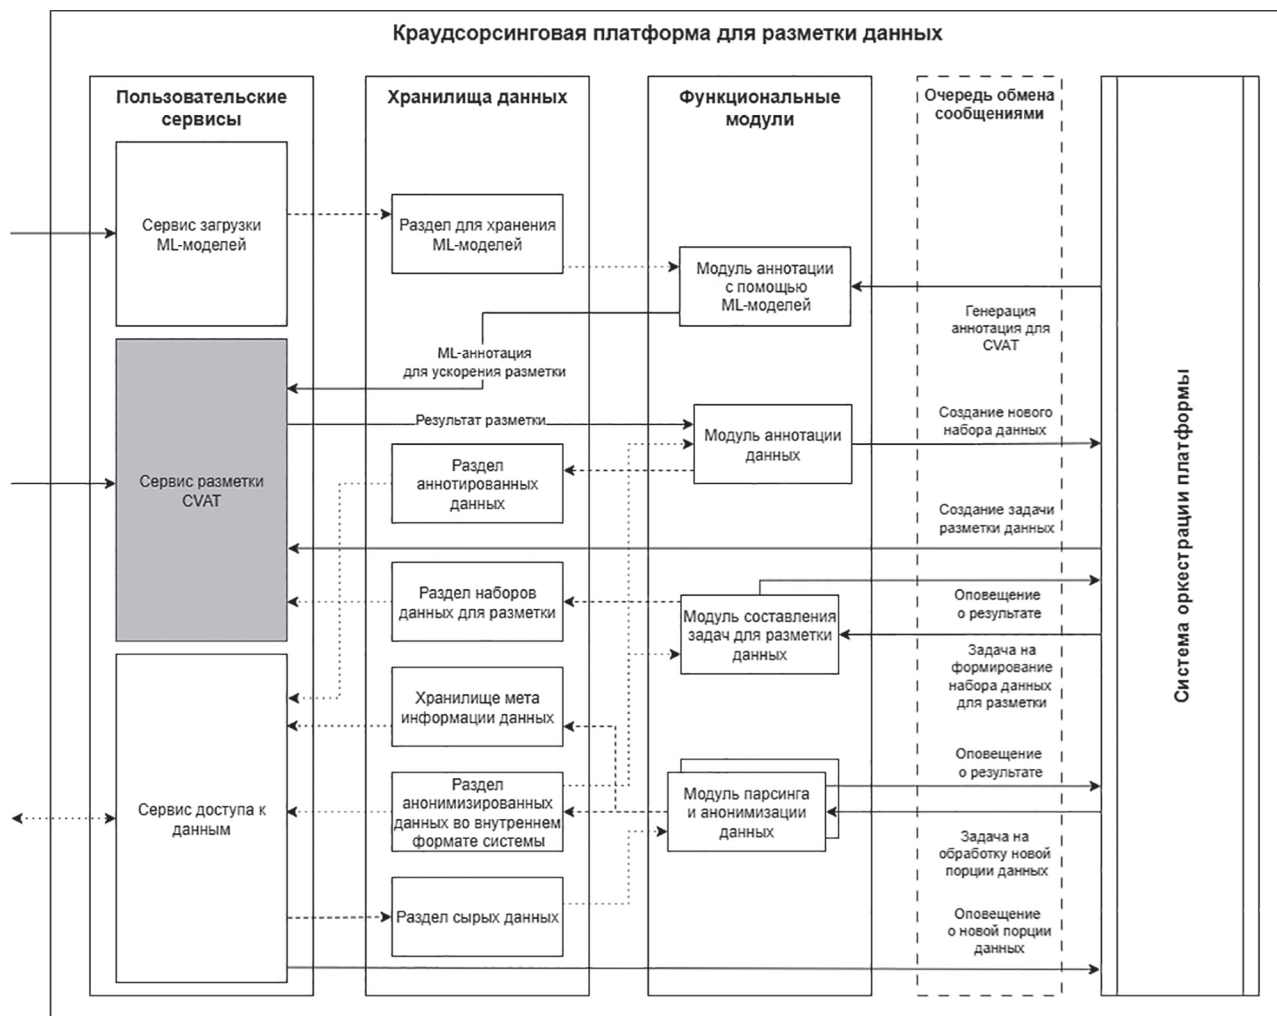 Краудсорсинговая платформа для разметки данных
Пользовательские
сервисы
Хранилища данных
Функциональные
модули
Очередь обмена
сообщениями
Сервис загрузки
ML-моделей
Раздел для хранения
ML-моделей
Модуль аннотации
с помощью
ML-моделей
Генерация
аннотация для
CVAT
ML-аннотация
для ускорения разметки
Результат разметки
Модуль аннотации
данных
Создание нового
набора данных
Сервис разметки
CVAT
Раздел
аннотированных
данных
Создание задачи
разметки данных
Раздел наборов
данных для разметки
Модуль составления
задач для разметки
данных
Оповещение
о результате
Задача на
формирование
набора данных
для разметки
Хранилище мета
информации данных
Сервис доступа к
данным
Раздел
анонимизированных
данных во внутреннем
формате системы
Модуль парсинга
и анонимизации
данных
Оповещение
о результате
Задача на
обработку новой
порции данных
Раздел сырых данных
Оповещение
о новой порции
данных
Система оркестрации платформы